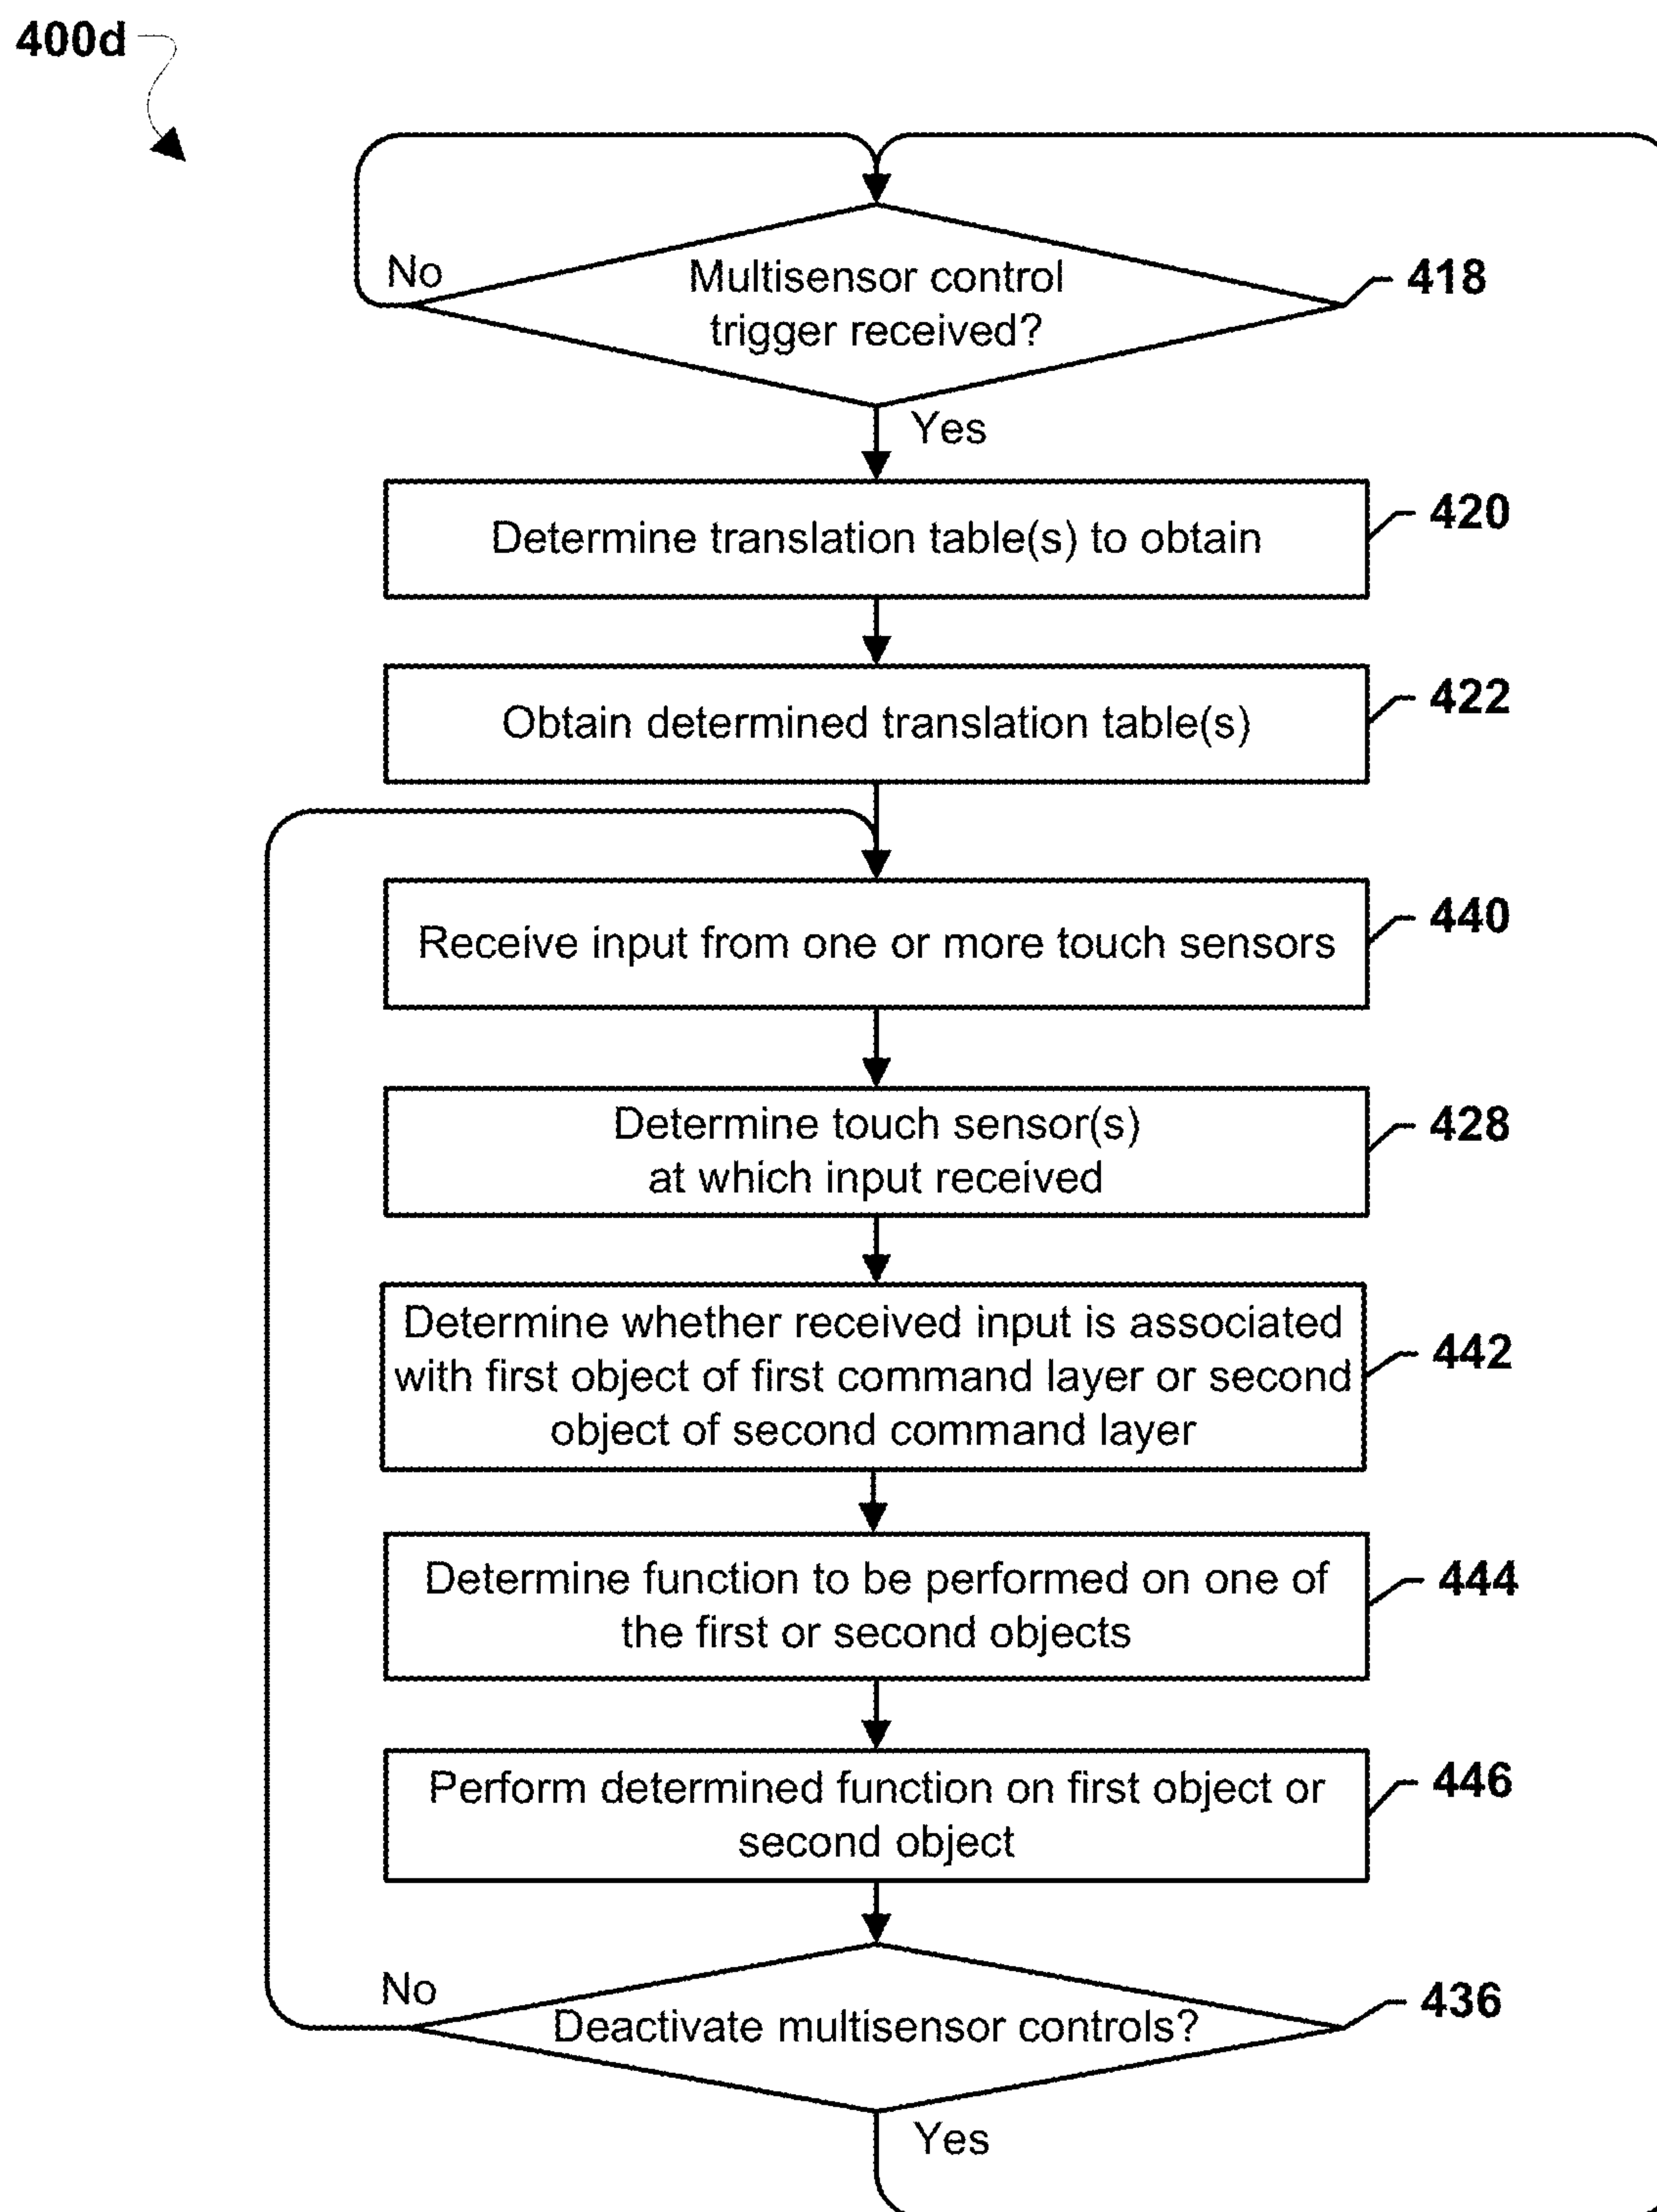 400d
No
Multisensor control
trigger received?
418
Yes
Determine translation table(s) to obtain
420
Obtain determined translation table(s)
422
Receive input from one or more touch sensors
440
Determine touch sensor(s)
at which input received
428
Determine whether received input is associated
with first object of first command layer or second
object of second command layer
442
Determine function to be performed on one of
the first or second objects
444
Perform determined function on first object or
second object
446
No
Deactivate multisensor controls?
436
Yes